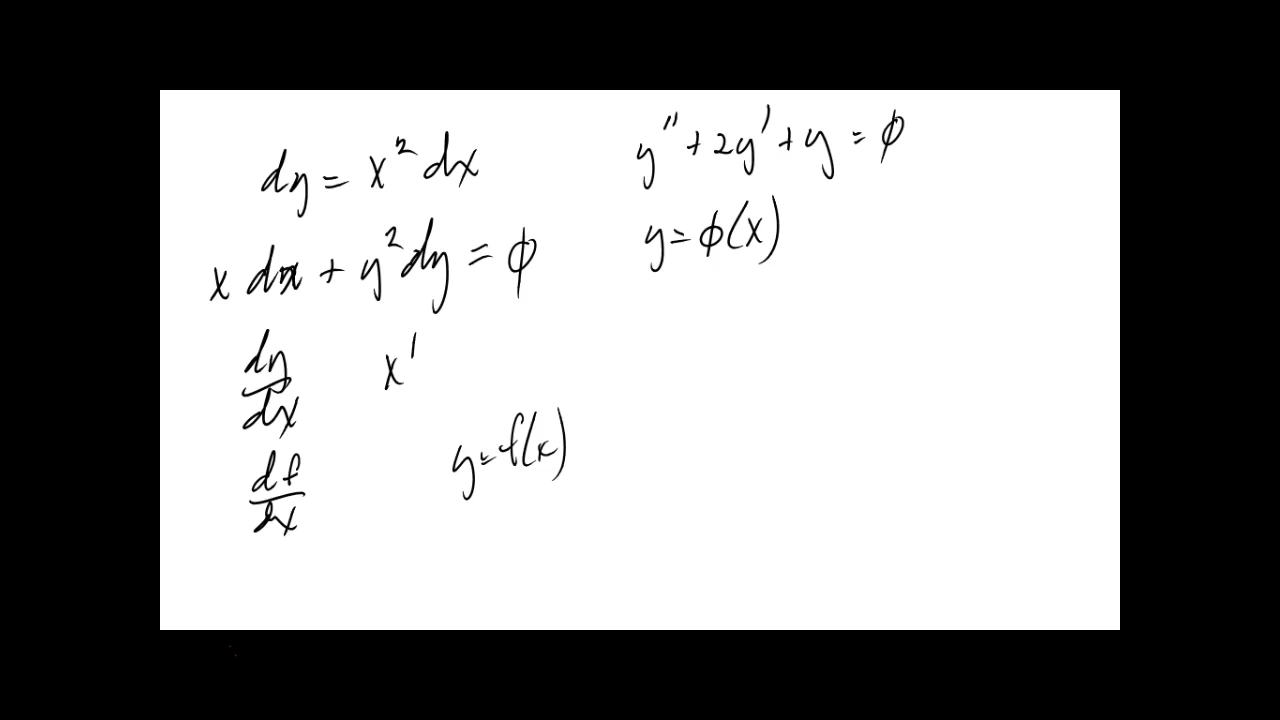 dy = x² dx
x dx + y² dy = ϕ
dy/dx x'
df/dx y = f(x)
y'' + 2y' + y = ϕ
y = ϕ(x)